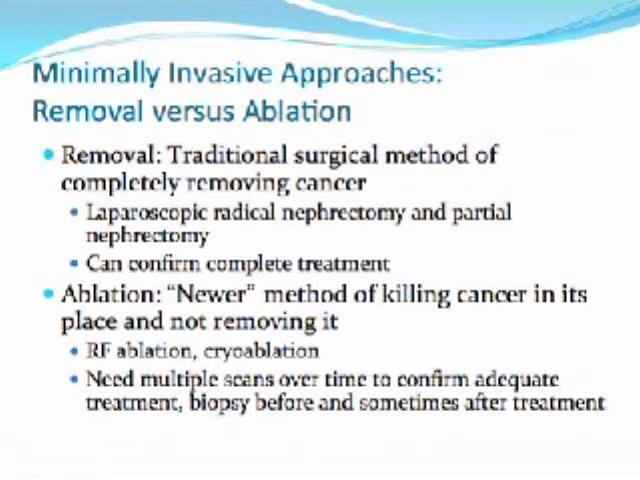 Minimally Invasive Approaches:
Removal versus Ablation
• Removal: Traditional surgical method of
completely removing cancer
• Laparoscopic radical nephrectomy and partial
nephrectomy
• Can confirm complete treatment
• Ablation: “Newer” method of killing cancer in its
place and not removing it
• RF ablation, cryoablation
• Need multiple scans over time to confirm adequate
treatment, biopsy before and sometimes after treatment